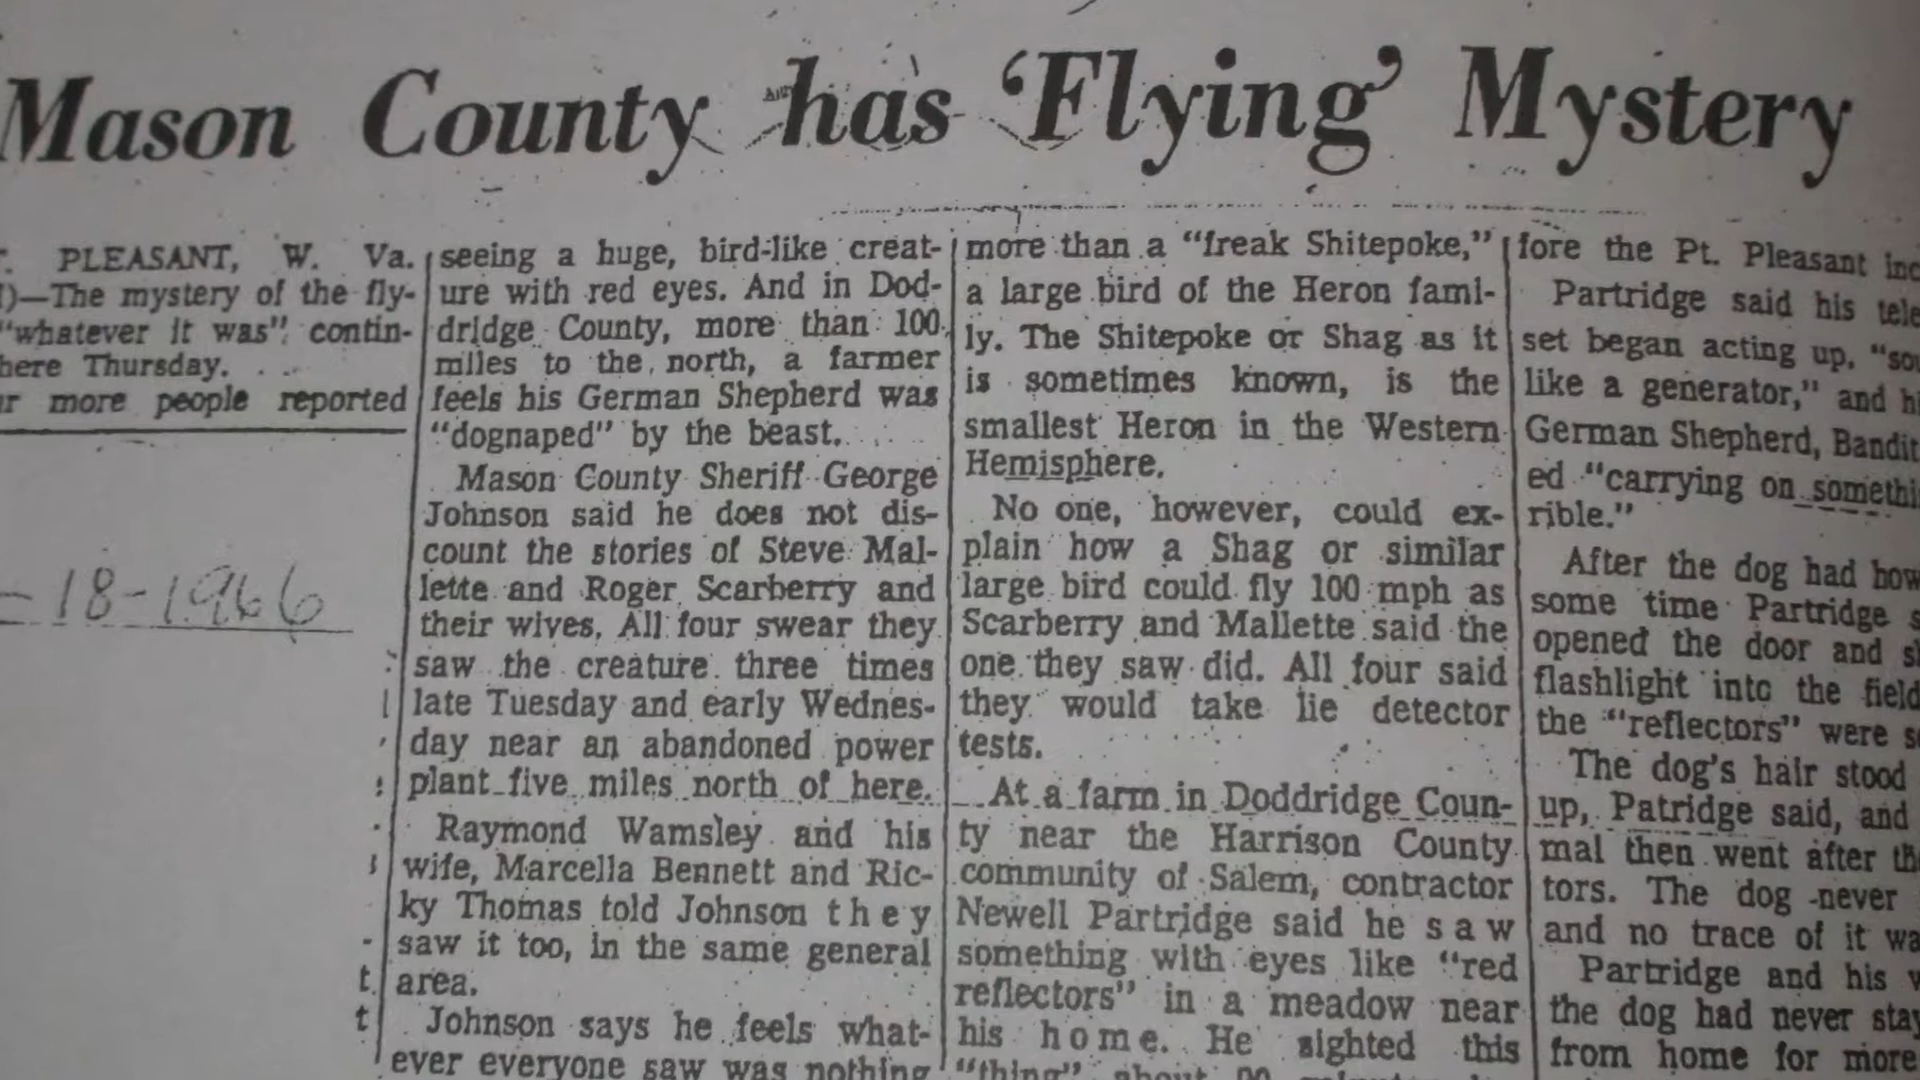 Mason County has 'Flying' Mystery
PLEASANT, W. Va.
—The mystery of the fly-
"whatever it was" contin-
here Thursday.
more people reported
- 18-1966
seeing a huge, bird-like creat-
ure with red eyes. And in Dod-
dridge County, more than 100
miles to the north, a farmer
feels his German Shepherd was
"dognaped" by the beast.
Mason County Sheriff George
Johnson said he does not dis-
count the stories of Steve Mal-
lette and Roger Scarberry and
their wives. All four swear they
saw the creature three times
late Tuesday and early Wednes-
day near an abandoned power
plant five miles north of here.
Raymond Wamsley and his
wife, Marcella Bennett and Ric-
ky Thomas told Johnson they
saw it too, in the same general
area.
Johnson says he feels what-
ever everyone saw was nothing
more than a "freak Shitepoke,"
a large bird of the Heron fami-
ly. The Shitepoke or Shag as it
is sometimes known, is the
smallest Heron in the Western
Hemisphere.
No one, however, could ex-
plain how a Shag or similar
large bird could fly 100 mph as
Scarberry and Mallette said the
one they saw did. All four said
they would take lie detector
tests.
At a farm in Doddridge Coun-
ty near the Harrison County
community of Salem, contractor
Newell Partridge said he saw
something with eyes like "red
reflectors" in a meadow near
his home. He sighted this
"thing" about
fore the Pt. Pleasant inc
Partridge said his tele
set began acting up, "sou
like a generator," and hi
German Shepherd, Bandit
ed "carrying on somethi
rible."
After the dog had how
some time Partridge s
opened the door and sh
flashlight into the field
the "reflectors" were s
The dog's hair stood
up, Patridge said, and
mal then went after th
tors. The dog never
and no trace of it wa
Partridge and his w
the dog had never stay
from home for more